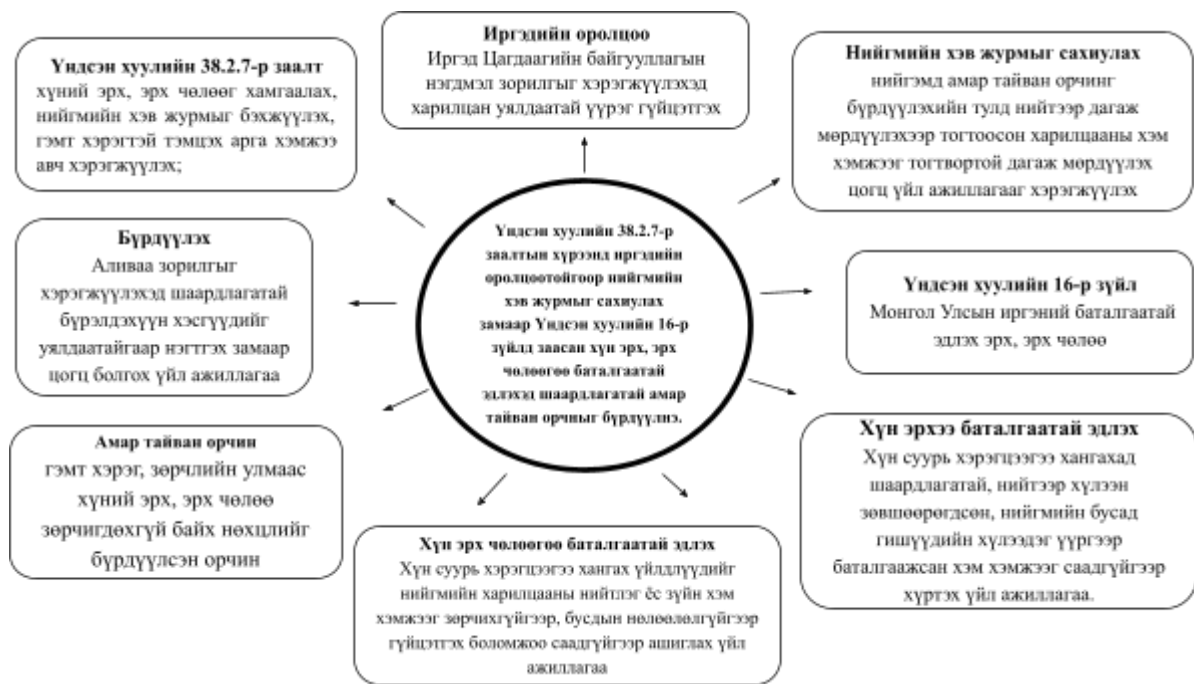 Иргэдийн оролцоо
Иргэд Цагдаагийн байгууллагын
нэгдмэл зорилгыг хэрэгжүүлэхэд
харилцан уялдаатай үүрэг гүйцэтгэх
Үндсэн хуулийн 38.2.7-р заалт
хүний эрх, эрх чөлөөг хамгаалах,
нийгмийн хэв журмыг бэхжүүлэх,
гэмт хэрэгтэй тэмцэх арга хэмжээ
авч хэрэгжүүлэх;
Нийгмийн хэв журмыг сахиулах
нийгэмд амар тайван орчинг
бүрдүүлэхийн тулд нийтээр дагаж
мөрдүүлэхээр тогтоосон харилцааны хэм
хэмжээг тогтвортой дагаж мөрдүүлэх
цогц үйл ажиллагааг хэрэгжүүлэх
Бүрдүүлэх
Аливаа зорилгыг
хэрэгжүүлэхэд шаардлагатай
бүрэлдэхүүн хэсгүүдийг
уялдаатайгаар нэгтгэх замаар
цогц болгох үйл ажиллагаа
Үндсэн хуулийн 38.2.7-р
заалтын хүрээнд иргэдийн
оролцоотойгоор нийгмийн
хэв журмыг сахиулах
замаар Үндсэн хуулийн 16-р
зүйлд заасан хүн эрх, эрх
чөлөөгөө баталгаатай
эдлэхэд шаардлагатай амар
тайван орчныг бүрдүүлнэ.
Үндсэн хуулийн 16-р зүйл
Монгол Улсын иргэний баталгаатай
эдлэх эрх, эрх чөлөө
Амар тайван орчин
гэмт хэрэг, зөрчлийн улмаас
хүний эрх, эрх чөлөө
зөрчигдөхгүй байх нөхцлийг
бүрдүүлсэн орчин
Хүн эрхээ баталгаатай эдлэх
Хүн суурь хэрэгцээгээ хангахад
шаардлагатай, нийтээр хүлээн
зөвшөөрөгдсөн, нийгмийн бусад
гишүүдийн хүлээдэг үүргээр
баталгаажсан хэм хэмжээг саадгүйгээр
хүртэх үйл ажиллагаа.
Хүн эрх чөлөөгөө баталгаатай эдлэх
Хүн суурь хэрэгцээгээ хангах үйлдлүүдийг
нийгмийн харилцааны нийтлэг ёс зүйн хэм
хэмжээг зөрчихгүйгээр, бусдын нөлөөлөлгүйгээр
гүйцэтгэх боломжоо саадгүйгээр ашиглах үйл
ажиллагаа